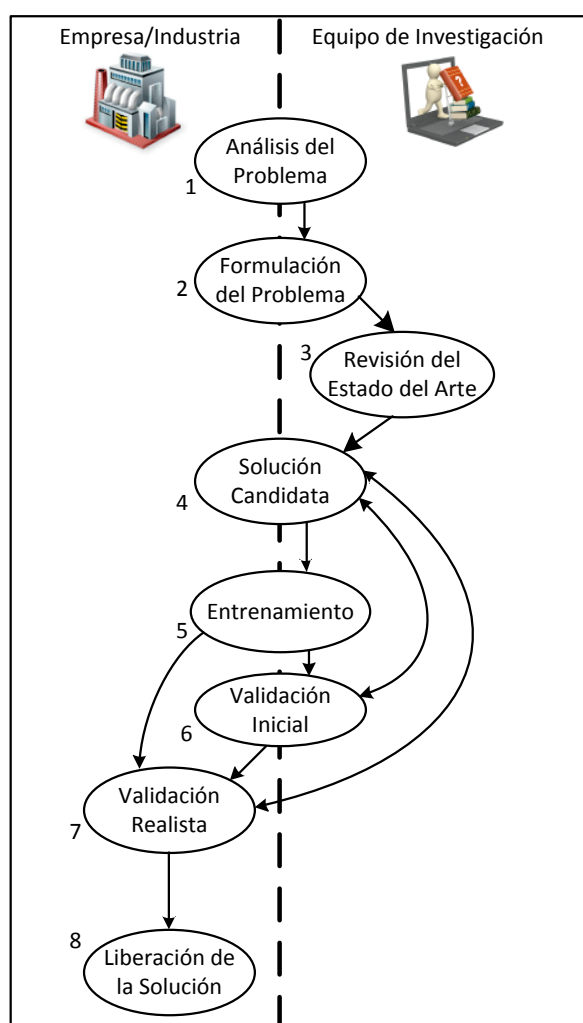 Empresa/Industria
Equipo de Investigación
?
Análisis del
Problema
1
Formulación
del Problema
2
3
Revisión del
Estado del Arte
Solución
Candidata
4
Entrenamiento
5
Validación
Inicial
6
Validación
Realista
7
8
Liberación de
la Solución